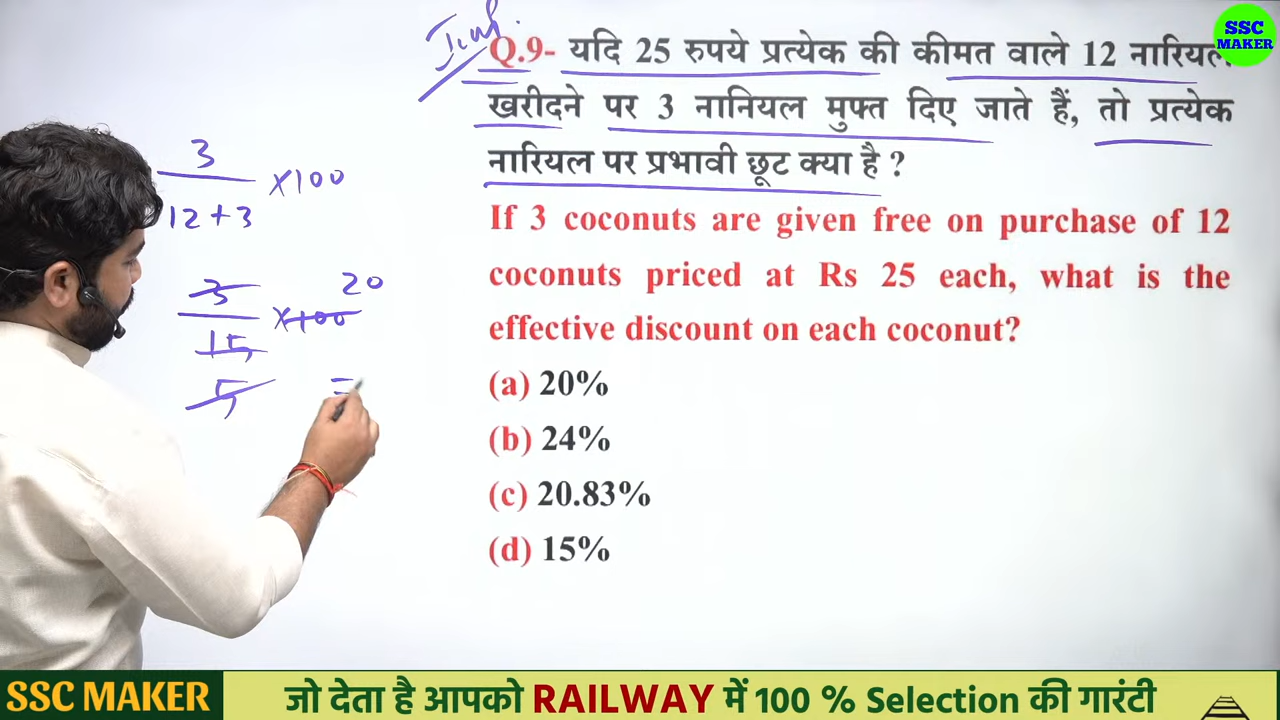 SSC
MAKER
Q.9- यदि 25 रुपये प्रत्येक की कीमत वाले 12 नारियल
खरीदने पर 3 नानियल मुफ्त दिए जाते हैं, तो प्रत्येक
नारियल पर प्रभावी छूट क्या है ?
If 3 coconuts are given free on purchase of 12
coconuts priced at Rs 25 each, what is the
effective discount on each coconut?
(a) 20%
(b) 24%
(c) 20.83%
(d) 15%
3
12+3 ×100
20
3 ×100
15
5 =
SSC MAKER जो देता है आपको RAILWAY में 100 % Selection की गारंटी